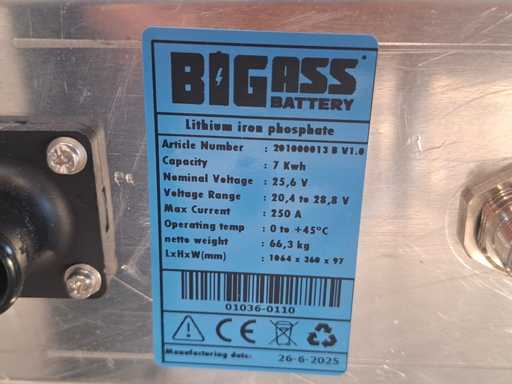 BIGASS
BATTERY
Lithium iron phosphate
Article Number : 201000013 B V1.0
Capacity : 7 Kwh
Nominal Voltage : 25,6 V
Voltage Range : 20,4 to 28,8 V
Max Current : 250 A
Operating temp : 0 to +45°C
netto weight : 66,3 kg
LxHxW(mm) : 1064 x 360 x 97
01036-0110
CE
Manufacturing date: 26-6-2025